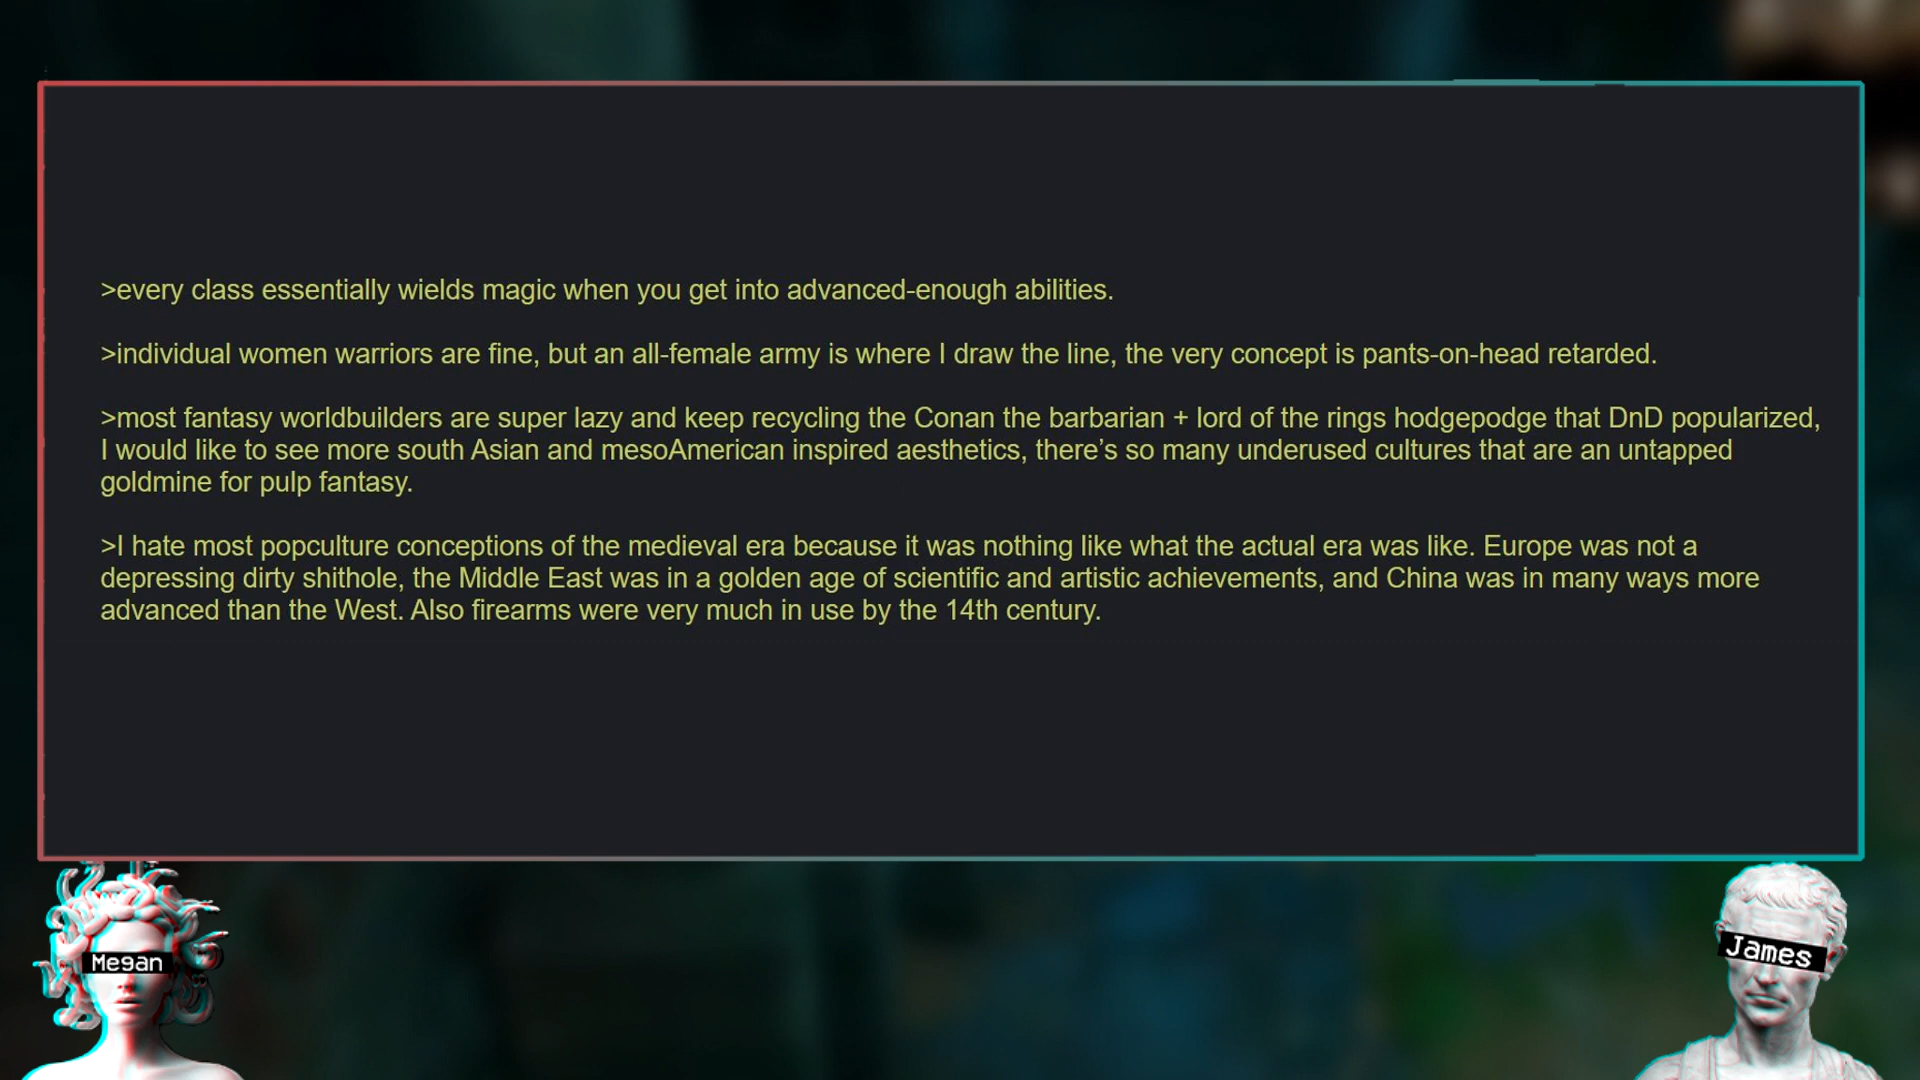 >every class essentially wields magic when you get into advanced-enough abilities.
>individual women warriors are fine, but an all-female army is where I draw the line, the very concept is pants-on-head retarded.
>most fantasy worldbuilders are super lazy and keep recycling the Conan the barbarian + lord of the rings hodgepodge that DnD popularized,
I would like to see more south Asian and mesoAmerican inspired aesthetics, there’s so many underused cultures that are an untapped
goldmine for pulp fantasy.
>I hate most popculture conceptions of the medieval era because it was nothing like what the actual era was like. Europe was not a
depressing dirty shithole, the Middle East was in a golden age of scientific and artistic achievements, and China was in many ways more
advanced than the West. Also firearms were very much in use by the 14th century.
Megan
James